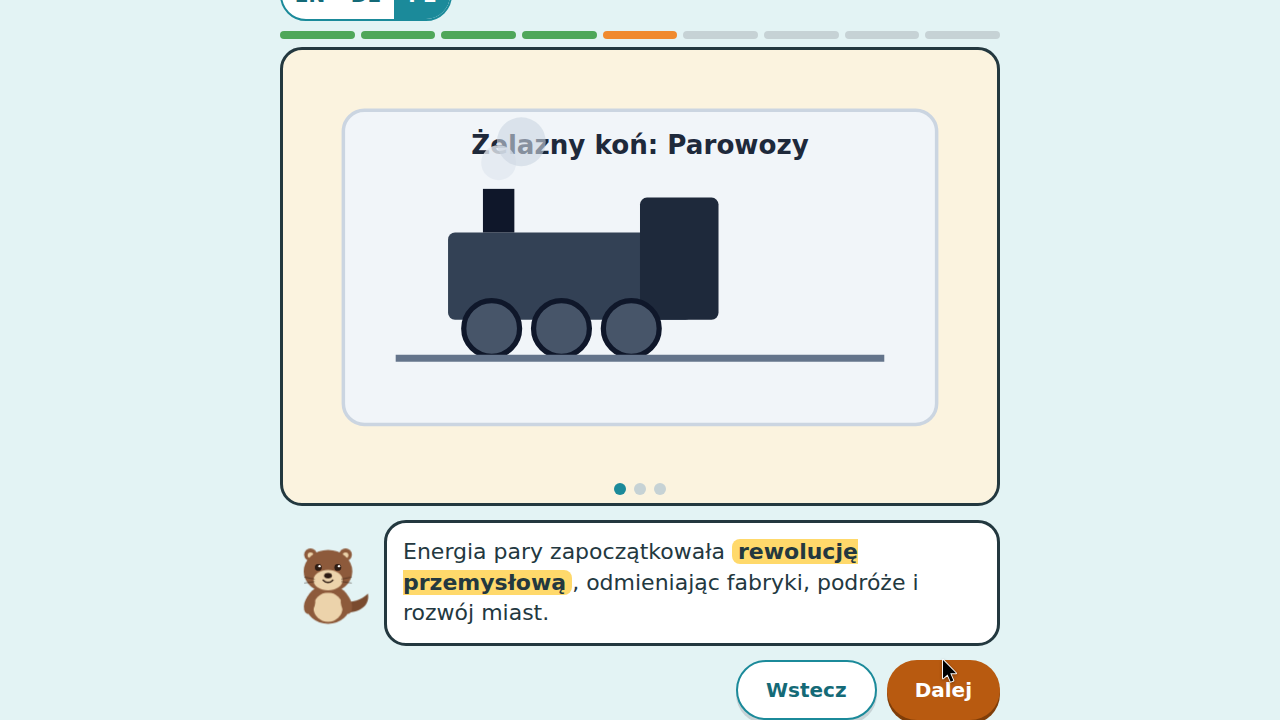 Żelazny koń: Parowozy
Energia pary zapoczątkowała rewolucję
przemysłową, odmieniając fabryki, podróże i
rozwój miast.
Wstecz
Dalej